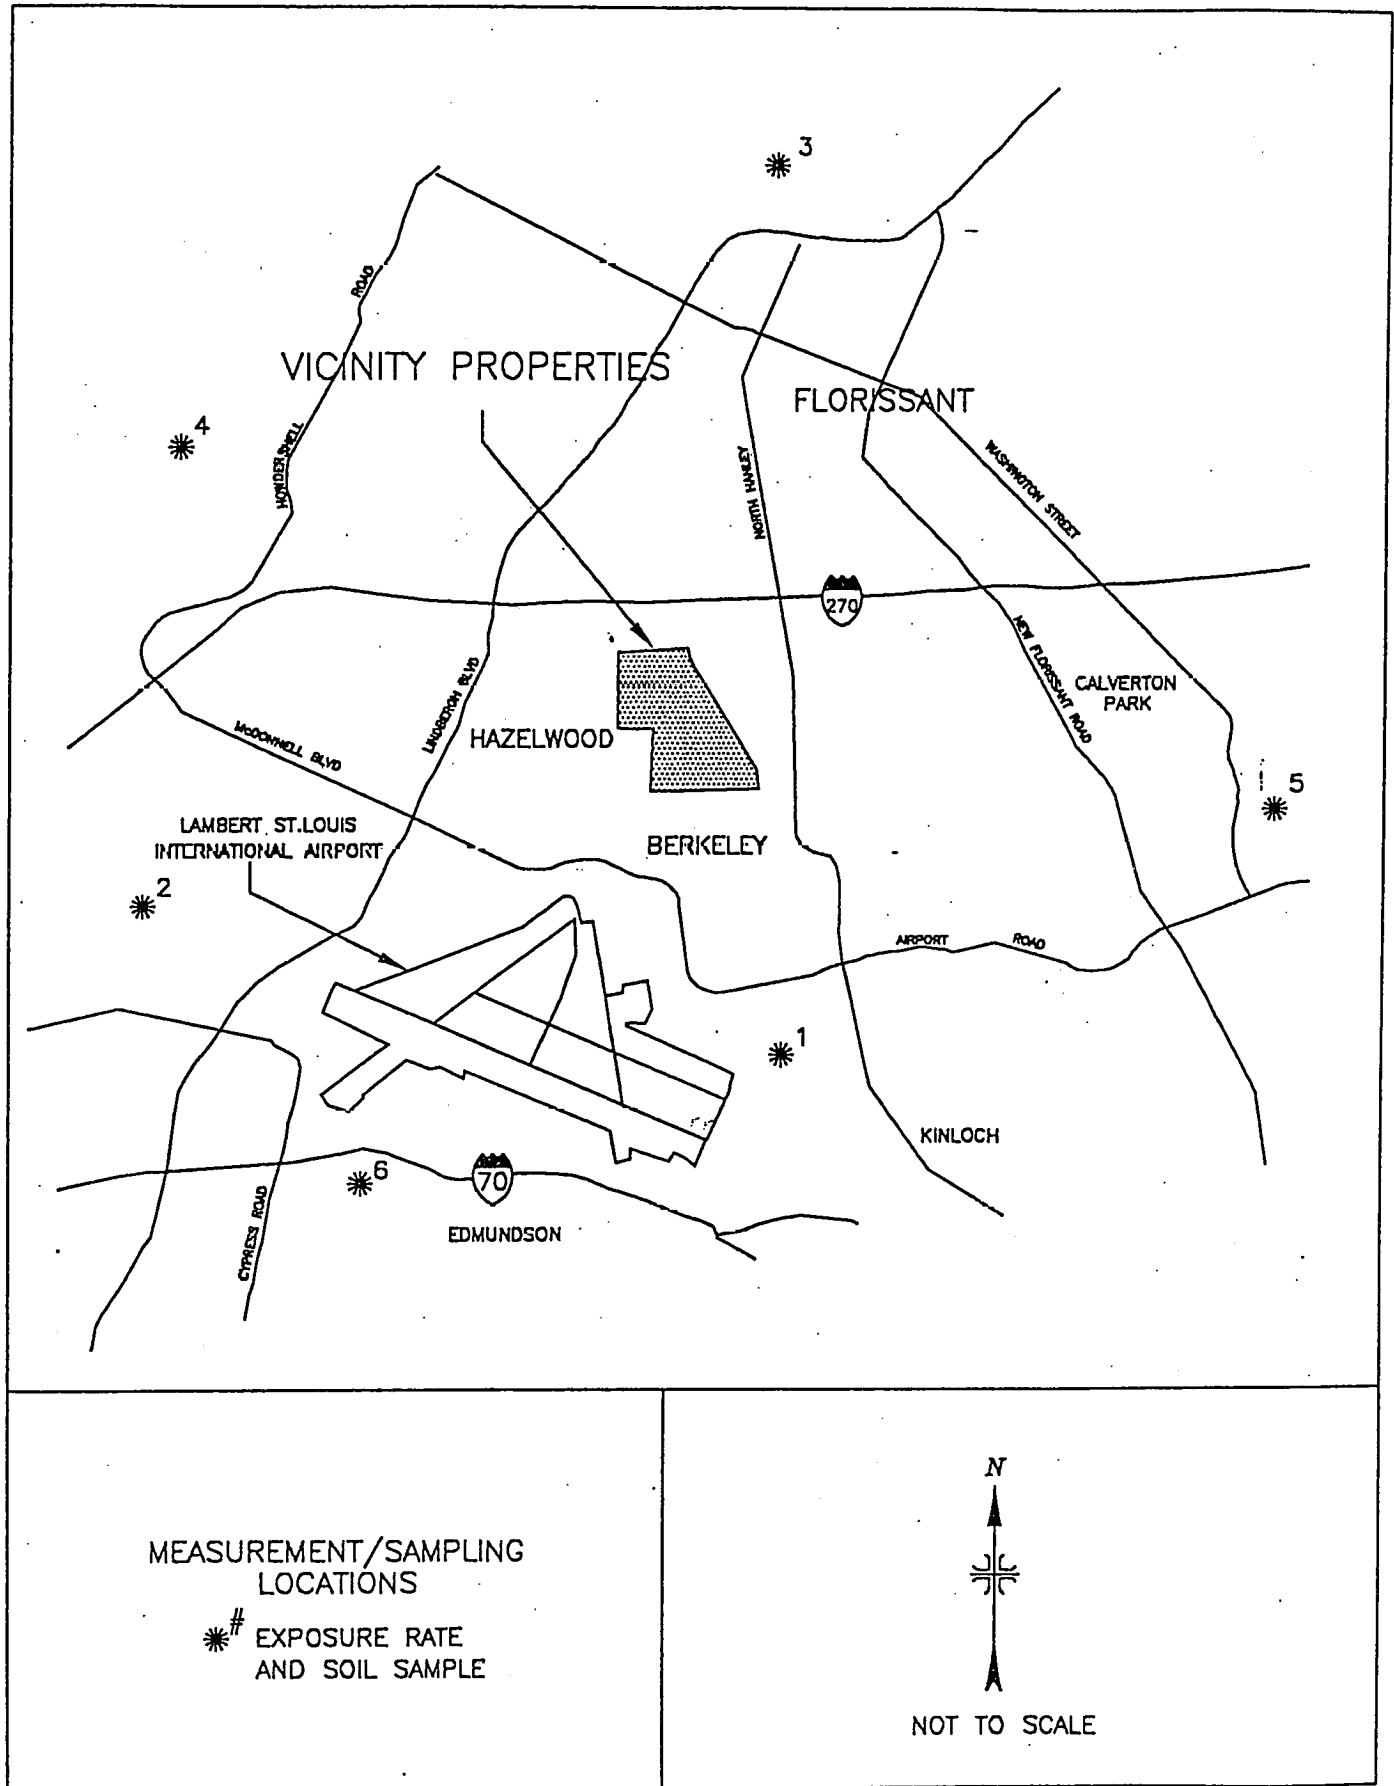 3
ROAD
VICINITY PROPERTIES
FLORISSANT
4
HOWDERSHELL
NORTH HANLEY
WASHINGTON STREET
270
NEW FLORISSANT ROAD
CALVERTON
PARK
LINDBERGH BLVD
HAZELWOOD
McDONNELL BLVD
5
LAMBERT ST.LOUIS
INTERNATIONAL AIRPORT
BERKELEY
2
AIRPORT ROAD
1
KINLOCH
6
70
CYPRESS ROAD
EDMUNDSON
MEASUREMENT/SAMPLING
LOCATIONS
# EXPOSURE RATE
AND SOIL SAMPLE
N
NOT TO SCALE